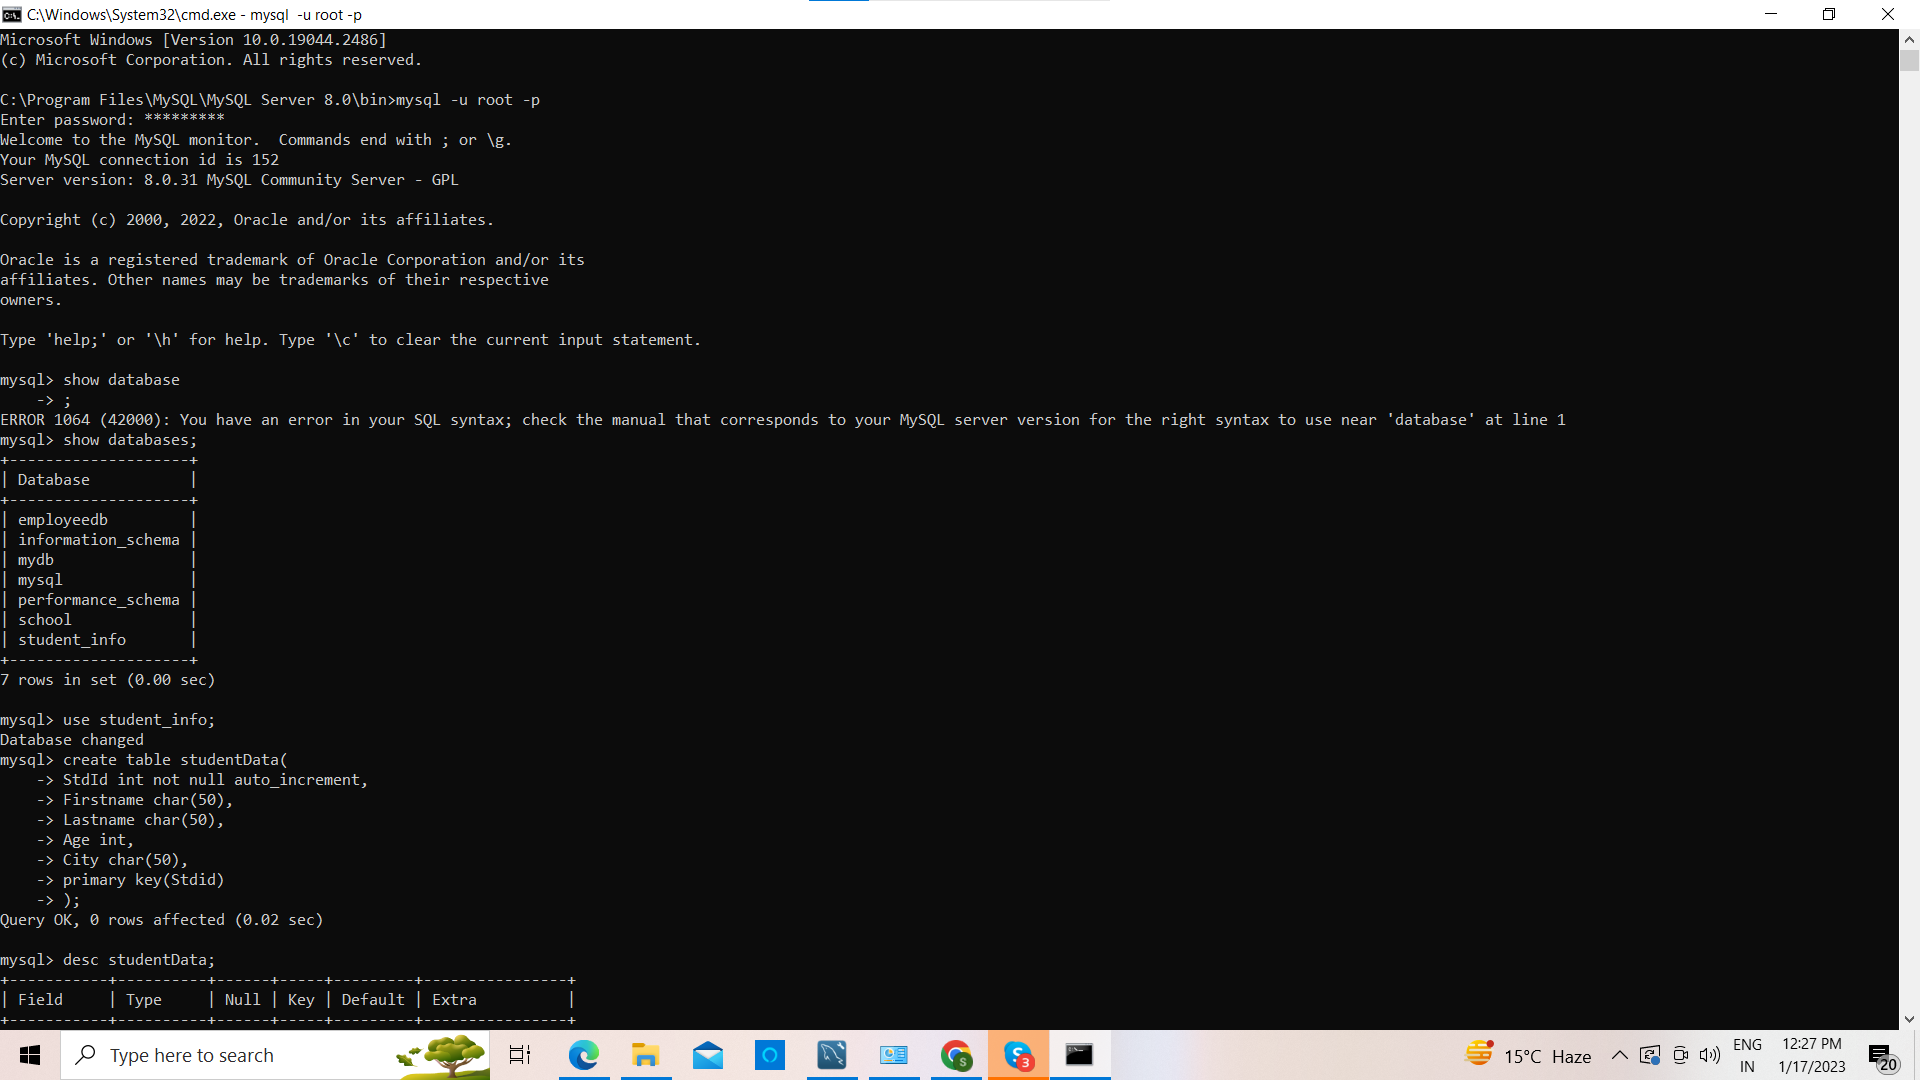 C:\Windows\System32\cmd.exe - mysql  -u root -p
Microsoft Windows [Version 10.0.19044.2486]
(c) Microsoft Corporation. All rights reserved.

C:\Program Files\MySQL\MySQL Server 8.0\bin>mysql -u root -p
Enter password: *********
Welcome to the MySQL monitor.  Commands end with ; or \g.
Your MySQL connection id is 152
Server version: 8.0.31 MySQL Community Server - GPL

Copyright (c) 2000, 2022, Oracle and/or its affiliates.

Oracle is a registered trademark of Oracle Corporation and/or its
affiliates. Other names may be trademarks of their respective
owners.

Type 'help;' or '\h' for help. Type '\c' to clear the current input statement.

mysql> show database
    -> ;
ERROR 1064 (42000): You have an error in your SQL syntax; check the manual that corresponds to your MySQL server version for the right syntax to use near 'database' at line 1
mysql> show databases;
+--------------------+
| Database           |
+--------------------+
| employeedb         |
| information_schema |
| mydb               |
| mysql              |
| performance_schema |
| school             |
| student_info       |
+--------------------+
7 rows in set (0.00 sec)

mysql> use student_info;
Database changed
mysql> create table studentData(
    -> StdId int not null auto_increment,
    -> Firstname char(50),
    -> Lastname char(50),
    -> Age int,
    -> City char(50),
    -> primary key(Stdid)
    -> );
Query OK, 0 rows affected (0.02 sec)

mysql> desc studentData;
+-----------+----------+------+-----+---------+----------------+
| Field     | Type     | Null | Key | Default | Extra          |
+-----------+----------+------+-----+---------+----------------+
Type here to search
S
3
15°C  Haze
ENG
IN
12:27 PM
1/17/2023
20